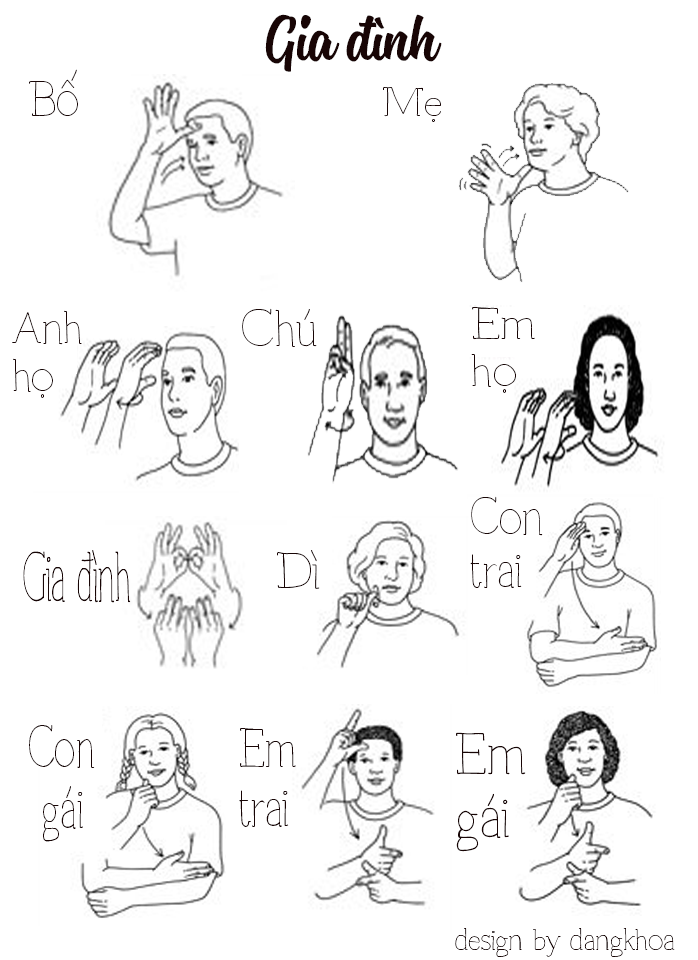 Gia đình
Bố
Mẹ
Anh
họ
Chú
Em
họ
Gia đình
Dì
Con
trai
Con
gái
Em
trai
Em
gái
design by dangkhoa